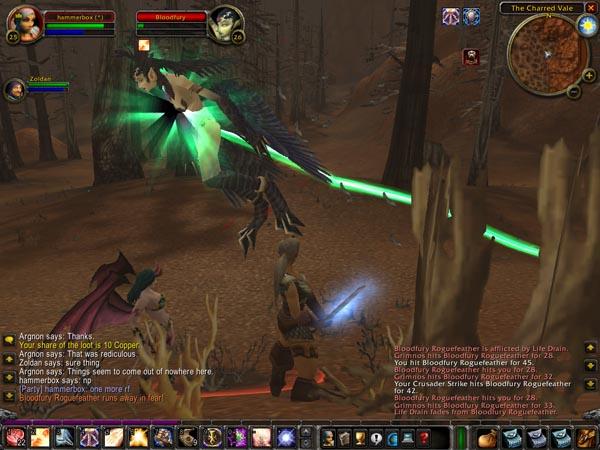 hammerbox (*)
Bloodfury
The Charred Vale
N
25
26
Zoldan
Argnon says: Thanks.
Your share of the loot is 10 Copper.
Argnon says: That was rediculous.
Zoldan says: sure thing
Argnon says: Things seem to come out of nowhere here.
hammerbox says: np
[Party] hammerbox: one more rf
Bloodfury Roguefeather runs away in fear!
Bloodfury Roguefeather is afflicted by Life Drain.
Grimnos hits Bloodfury Roguefeather for 28.
You hit Bloodfury Roguefeather for 45.
Bloodfury Roguefeather hits you for 28.
Grimnos hits Bloodfury Roguefeather for 32
Your Crusader Strike hits Bloodfury Roguefeather
for 42.
Bloodfury Roguefeather hits you for 28.
Grimnos hits Bloodfury Roguefeather for 33.
Life Drain fades from Bloodfury Roguefeather.
22